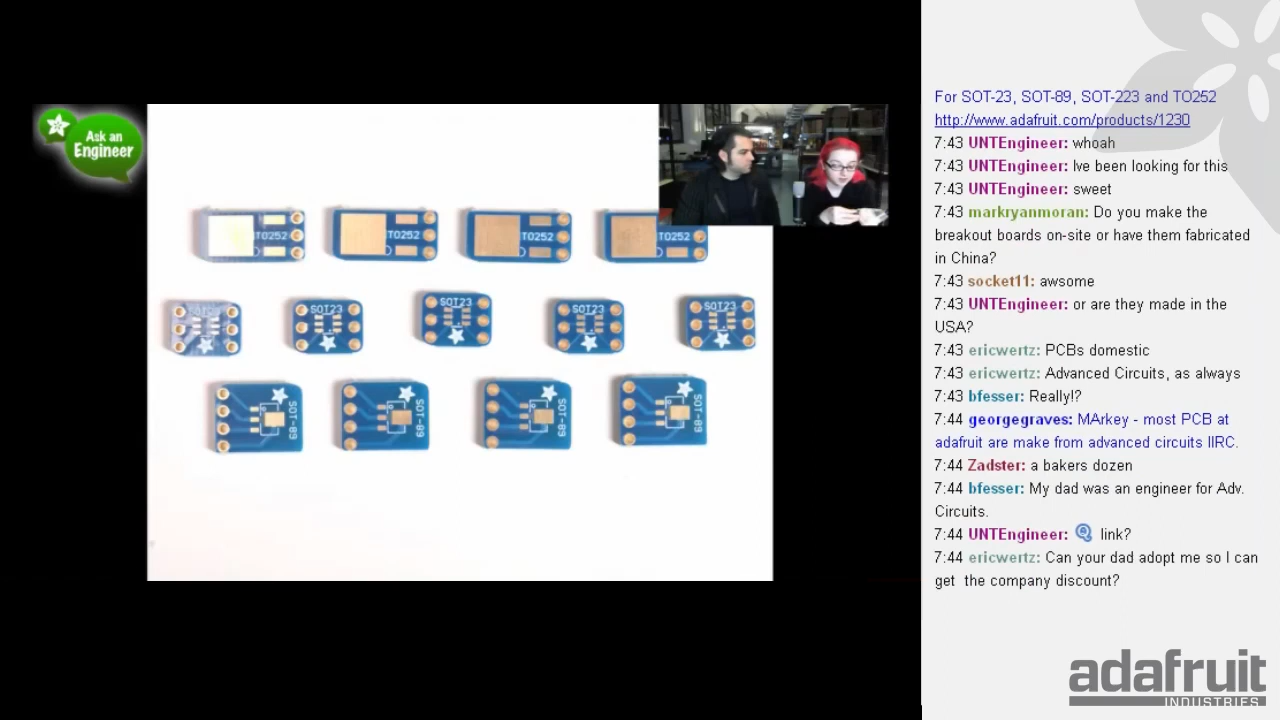 Ask an
Engineer
TO252
TO252
TO252
TO252
SOT23
SOT23
SOT23
SOT23
SOT-89
SOT-89
SOT-89
SOT-89
For SOT-23, SOT-89, SOT-223 and TO252
http://www.adafruit.com/products/1230
7:43 UNTEngineer: whoah
7:43 UNTEngineer: Ive been looking for this
7:43 UNTEngineer: sweet
7:43 markryanmoran: Do you make the
breakout boards on-site or have them fabricated
in China?
7:43 socket11: awsome
7:43 UNTEngineer: or are they made in the
USA?
7:43 ericwertz: PCBs domestic
7:43 ericwertz: Advanced Circuits, as always
7:43 bfesser: Really!?
7:44 georgegraves: MArkey - most PCB at
adafruit are make from advanced circuits IIRC.
7:44 Zadster: a bakers dozen
7:44 bfesser: My dad was an engineer for Adv.
Circuits.
7:44 UNTEngineer: link?
7:44 ericwertz: Can your dad adopt me so I can
get the company discount?
adafruit
INDUSTRIES